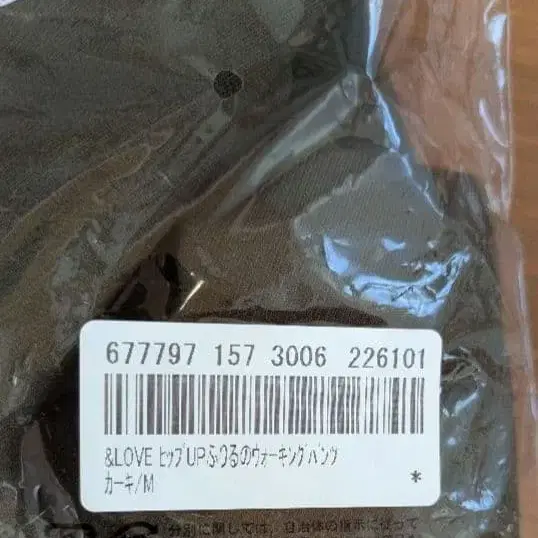 677797 157 3006 226101
&LOVE ヒップUPふりるのウォーキングパンツ
カーキ/M *
分別に関しては、自治体の指示に従って